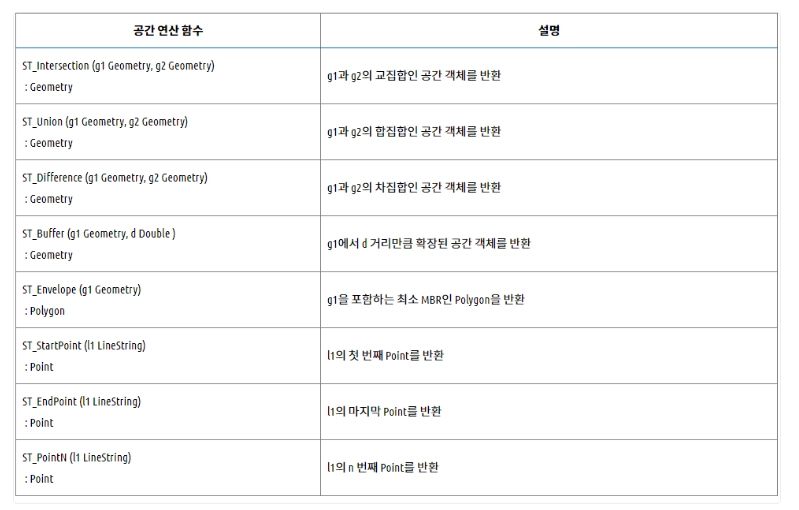 공간 연산 함수
설명
ST_Intersection (g1 Geometry, g2 Geometry)
: Geometry
g1과 g2의 교집합인 공간 객체를 반환
ST_Union (g1 Geometry, g2 Geometry)
: Geometry
g1과 g2의 합집합인 공간 객체를 반환
ST_Difference (g1 Geometry, g2 Geometry)
: Geometry
g1과 g2의 차집합인 공간 객체를 반환
ST_Buffer (g1 Geometry, d Double )
: Geometry
g1에서 d 거리만큼 확장된 공간 객체를 반환
ST_Envelope (g1 Geometry)
: Polygon
g1을 포함하는 최소 MBR인 Polygon을 반환
ST_StartPoint (l1 LineString)
: Point
l1의 첫 번째 Point를 반환
ST_EndPoint (l1 LineString)
: Point
l1의 마지막 Point를 반환
ST_PointN (l1 LineString)
: Point
l1의 n 번째 Point를 반환